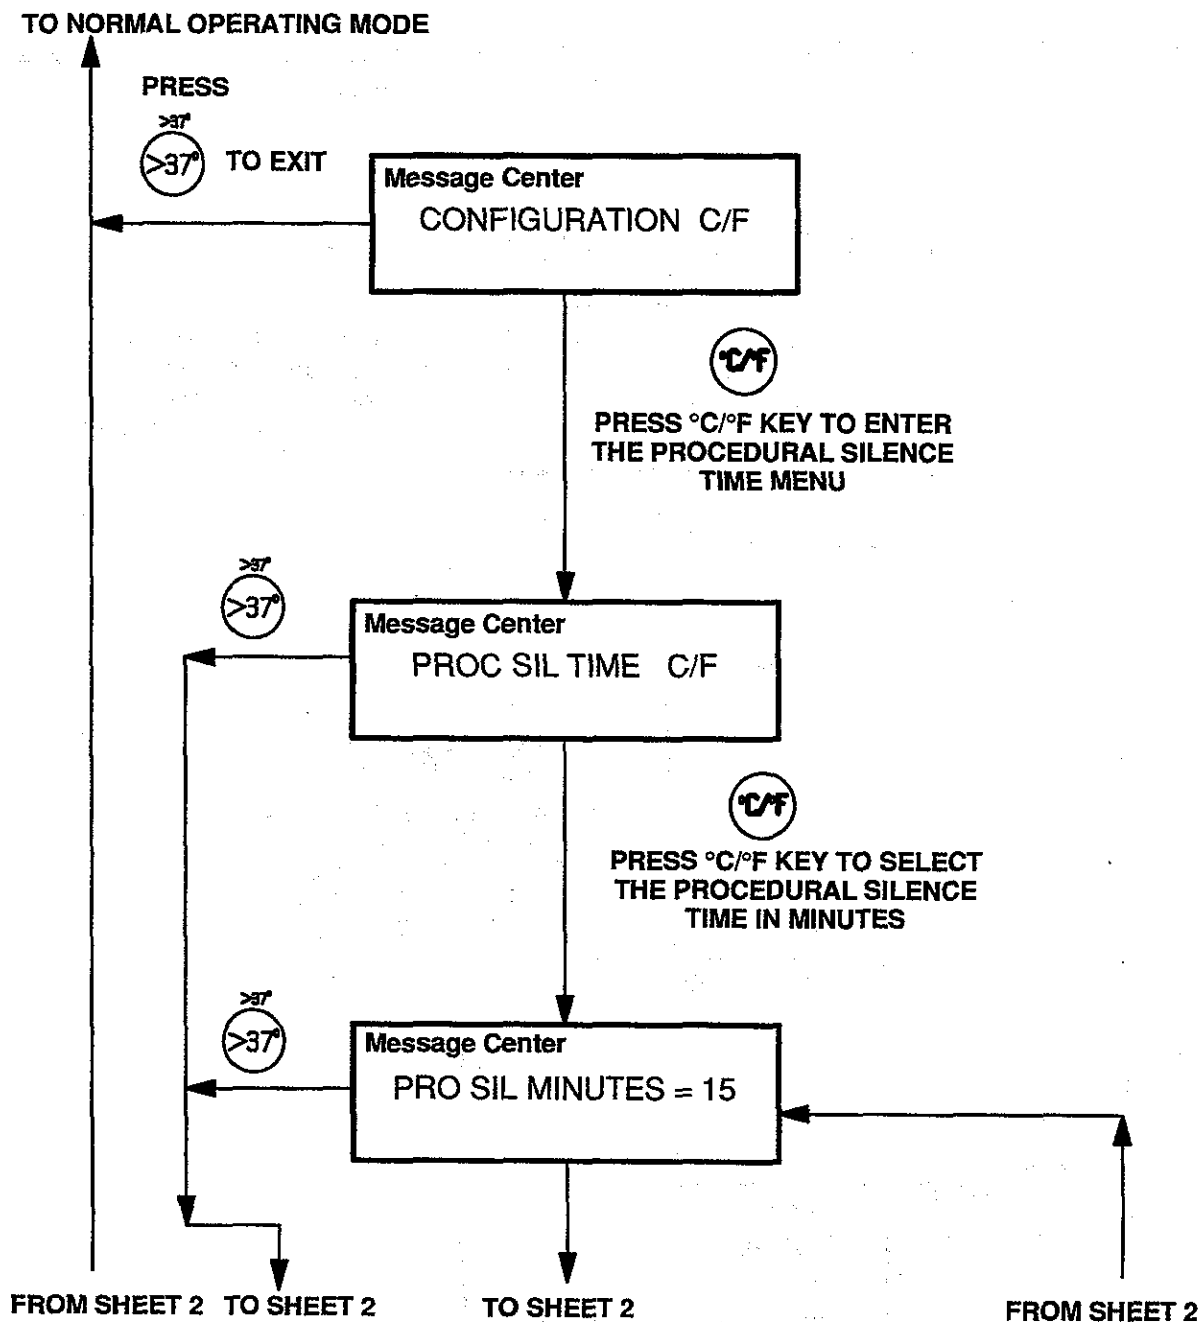 TO NORMAL OPERATING MODE
PRESS
>37°
>37°
TO EXIT
Message Center
CONFIGURATION C/F
°C/°F
PRESS °C/°F KEY TO ENTER
THE PROCEDURAL SILENCE
TIME MENU
>37°
>37°
Message Center
PROC SIL TIME C/F
°C/°F
PRESS °C/°F KEY TO SELECT
THE PROCEDURAL SILENCE
TIME IN MINUTES
>37°
>37°
Message Center
PRO SIL MINUTES = 15
FROM SHEET 2
TO SHEET 2
TO SHEET 2
FROM SHEET 2